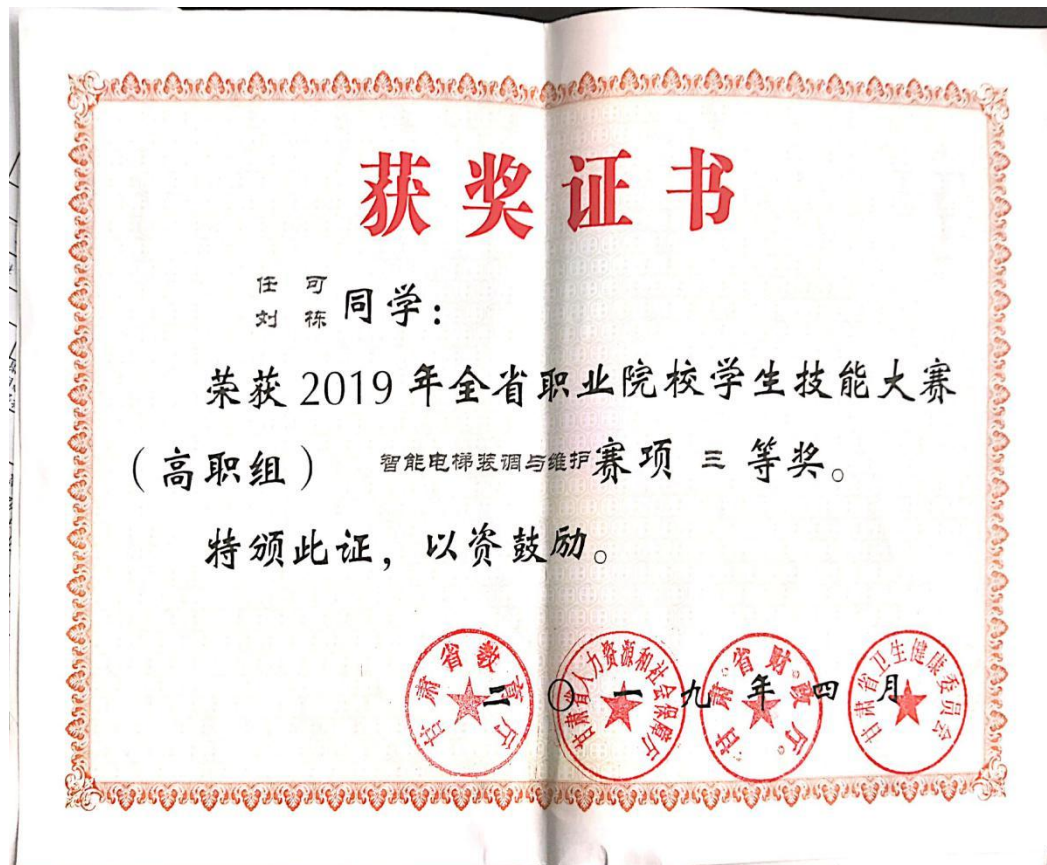 获奖证书
任可
刘栋 同学：
荣获2019年全省职业院校学生技能大赛
（高职组） 智能电梯装调与维护赛项 三等奖。
特颁此证，以资鼓励。
二〇一九年四月
甘肃省教育厅
甘肃省人力资源和社会保障厅
甘肃省财政厅
甘肃省卫生健康委员会